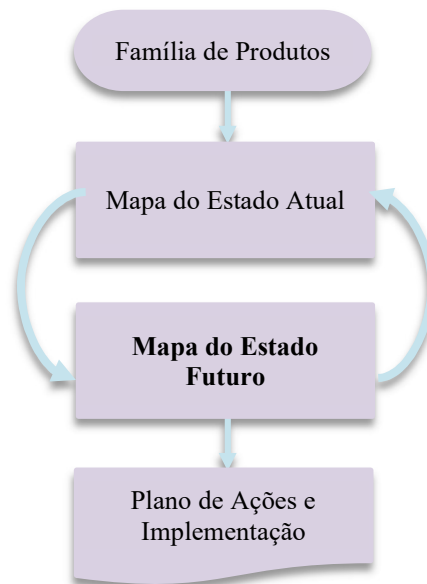 Família de Produtos
Mapa do Estado Atual
Mapa do Estado
Futuro
Plano de Ações e
Implementação